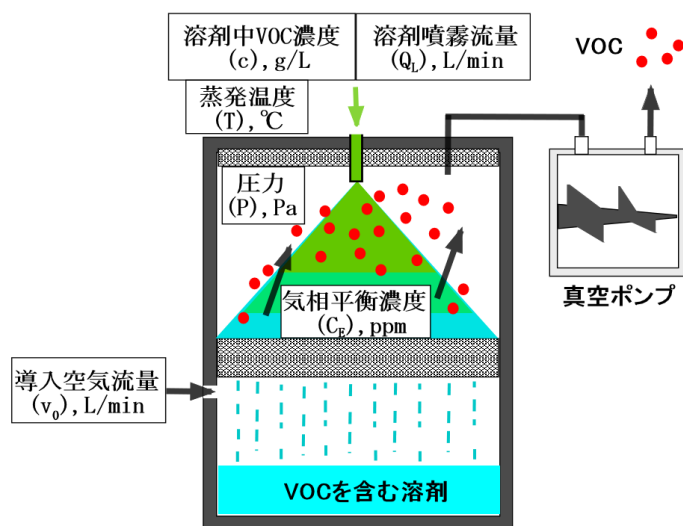 溶剤中VOC濃度
(c), g/L
溶剤噴霧流量
(Q_L), L/min
VOC
蒸発温度
(T), ℃
圧力
(P), Pa
真空ポンプ
気相平衡濃度
(C_E), ppm
導入空気流量
(v_0), L/min
VOCを含む溶剤